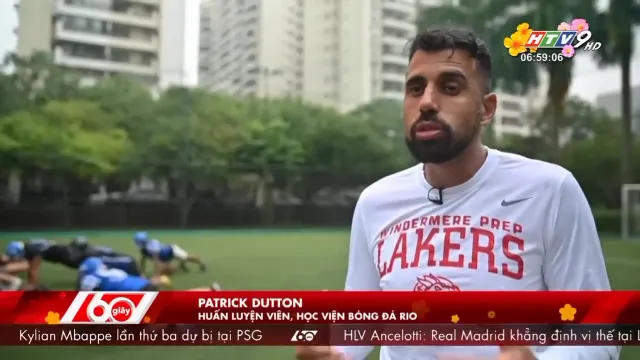 HTV9 HD
06:59:06
WINDERMERE PREP
LAKERS
60 giây
PATRICK DUTTON
HUẤN LUYỆN VIÊN, HỌC VIỆN BÓNG ĐÁ RIO
Kylian Mbappe lần thứ ba dự bị tại PSG
60
HLV Ancelotti: Real Madrid khẳng định vị thế tại